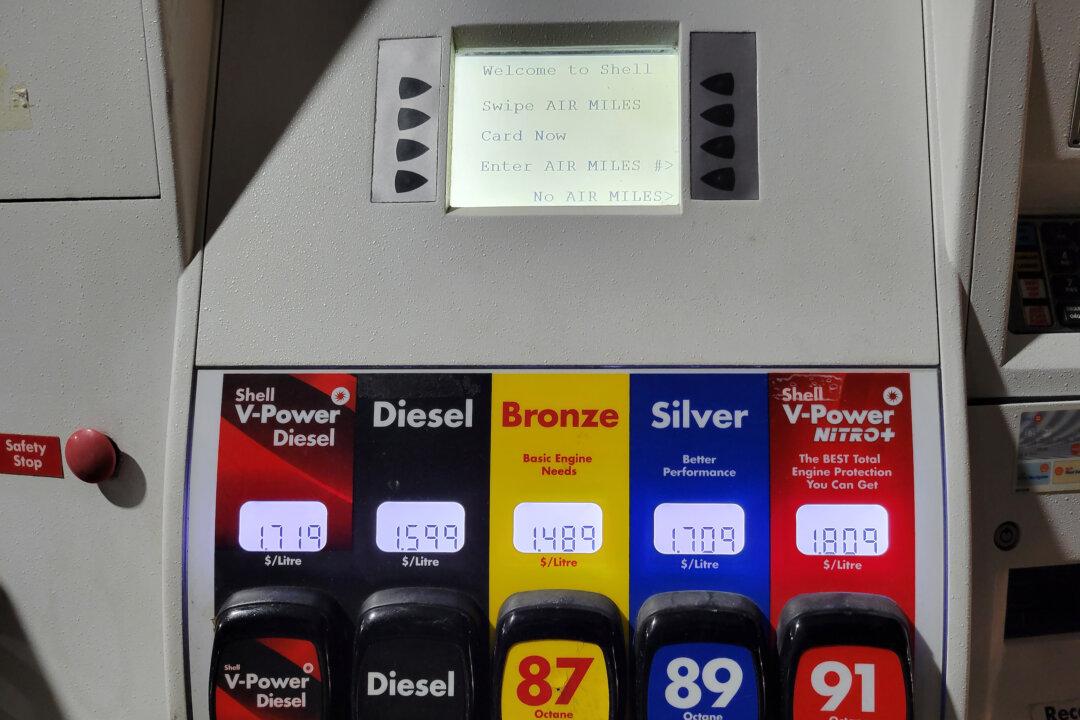 Welcome to Shell
Swipe AIR MILES
Card Now
Enter AIR MILES #>
No AIR MILES>
Safety
Stop
Shell
V-Power
Diesel
1.719
$/Litre
Diesel
1.599
$/Litre
Bronze
Basic Engine
Needs
1.489
$/Litre
Silver
Better
Performance
1.709
$/Litre
Shell
V-Power
NiTRO+
The BEST Total
Engine Protection
You Can Get
1.809
$/Litre
Shell
V-Power
Diesel
Diesel
87
Octane
89
Octane
91